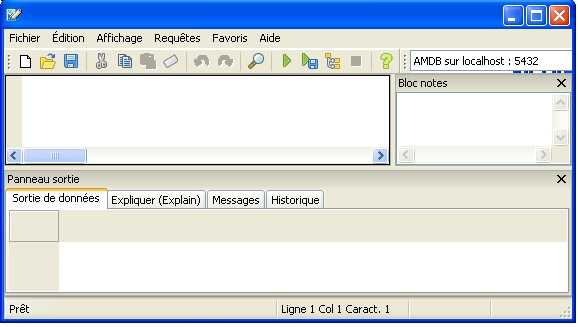 Fichier Édition Affichage Requêtes Favoris Aide
AMDB sur localhost : 5432
Bloc notes
Panneau sortie
Sortie de données Expliquer (Explain) Messages Historique
Prêt Ligne 1 Col 1 Caract. 1